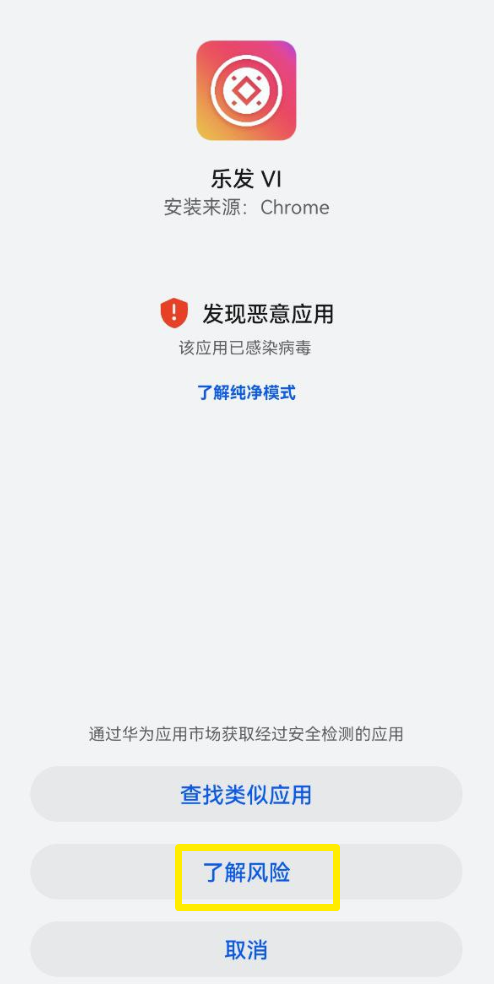 乐发 VI
安装来源：Chrome
发现恶意应用
该应用已感染病毒
了解纯净模式
通过华为应用市场获取经过安全检测的应用
查找类似应用
了解风险
取消